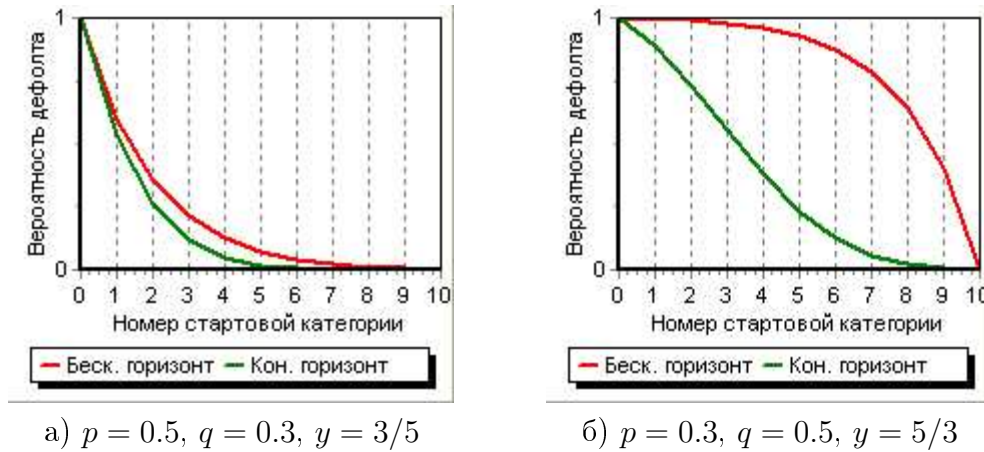 1
0
Вероятность дефолта
0 1 2 3 4 5 6 7 8 9 10
Номер стартовой категории
Беск. горизонт Кон. горизонт
а) p = 0.5, q = 0.3, y = 3/5
1
0
Вероятность дефолта
0 1 2 3 4 5 6 7 8 9 10
Номер стартовой категории
Беск. горизонт Кон. горизонт
б) p = 0.3, q = 0.5, y = 5/3